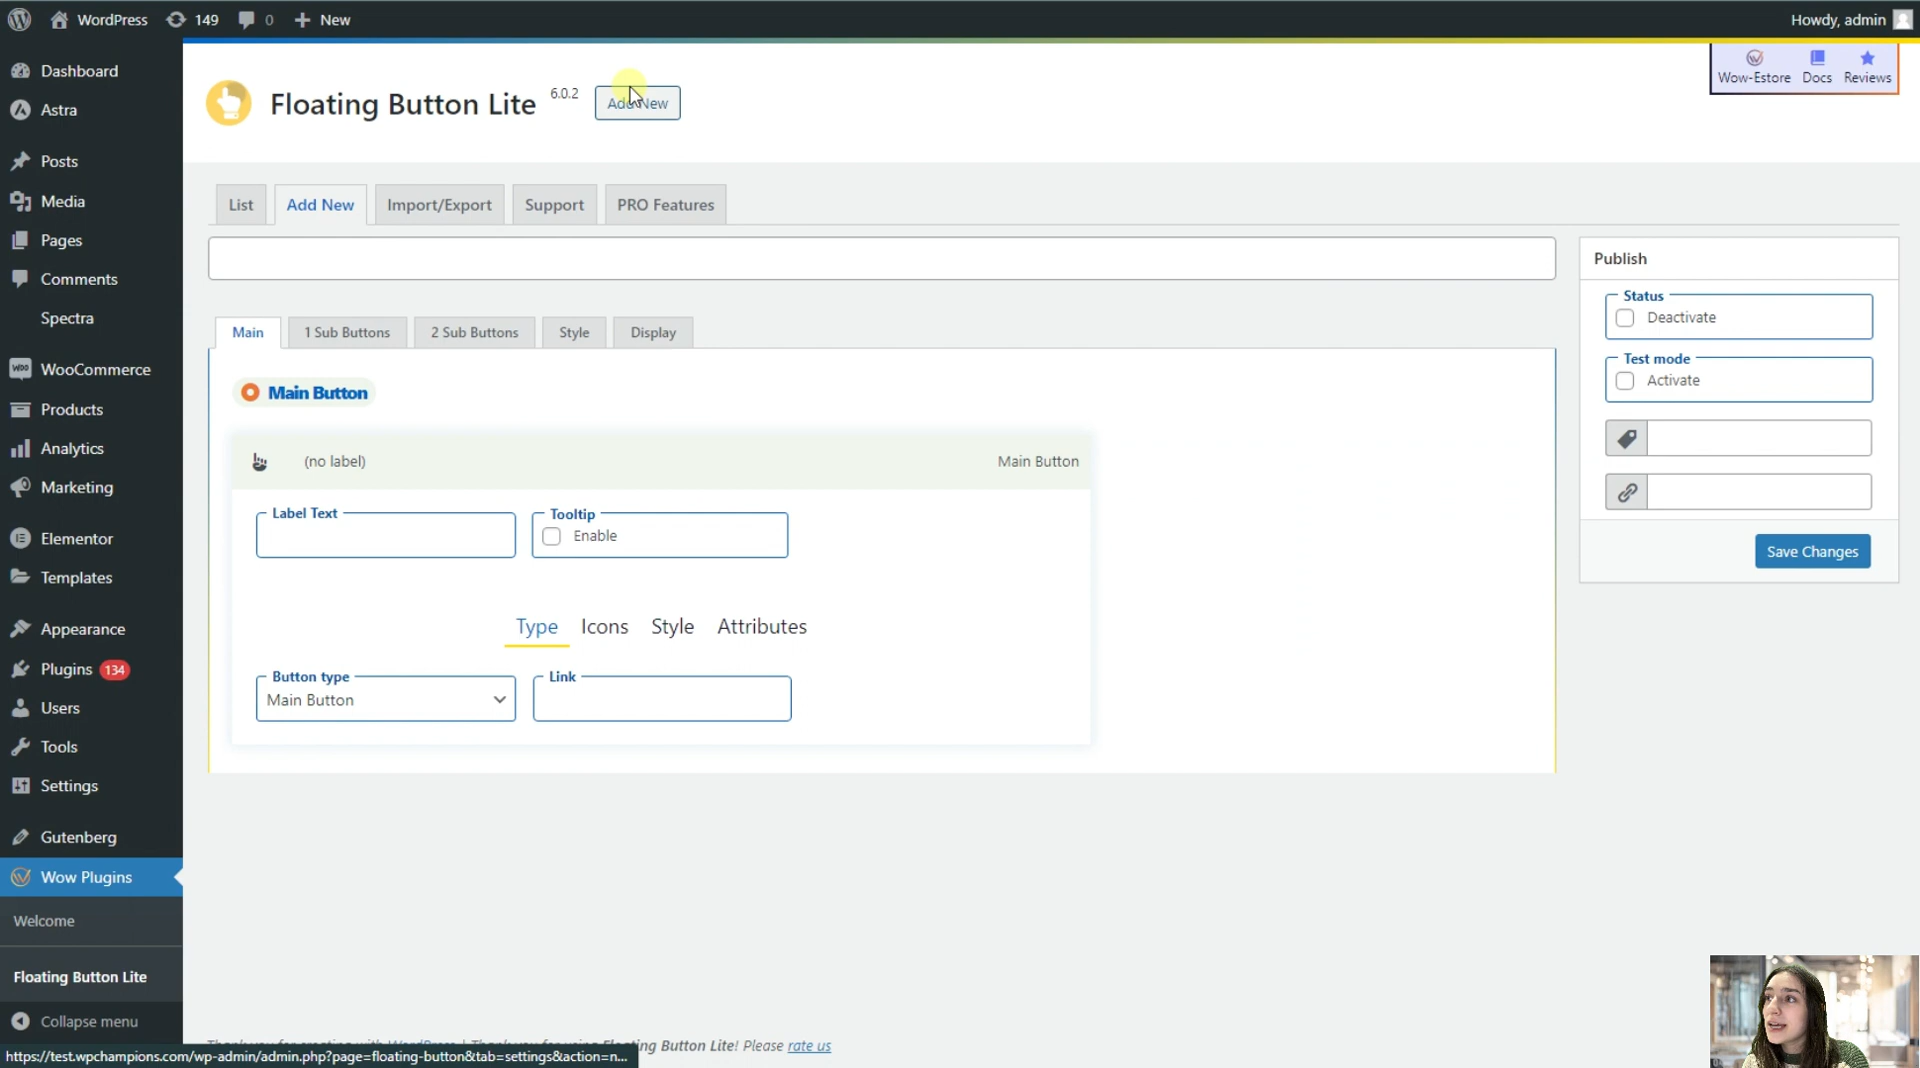 WordPress 149 0 New Howdy, admin
Dashboard
Astra
Posts
Media
Pages
Comments
Spectra
WooCommerce
Products
Analytics
Marketing
Elementor
Templates
Appearance
Plugins 134
Users
Tools
Settings
Gutenberg
Wow Plugins
Welcome
Floating Button Lite
Collapse menu
Floating Button Lite 6.0.2 Add New
Wow-Estore Docs Reviews
List Add New Import/Export Support PRO Features
Main 1 Sub Buttons 2 Sub Buttons Style Display
Main Button
(no label) Main Button
Label Text
Tooltip
Enable
Type Icons Style Attributes
Button type
Main Button
Link
Publish
Status
Deactivate
Test mode
Activate
Save Changes
ng Button Lite! Please rate us
https://test.wpchampions.com/wp-admin/admin.php?page=floating-button&tab=settings&action=n...